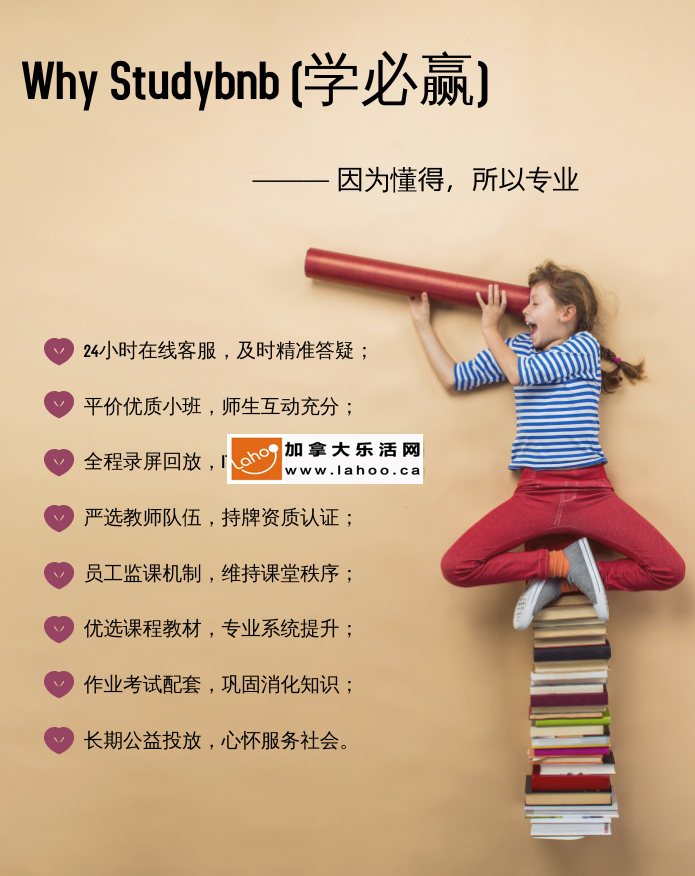 Why Studybnb (学必赢)
——— 因为懂得，所以专业
24小时在线客服，及时精准答疑；
平价优质小班，师生互动充分；
全程录屏回放，
Lahoo 加拿大乐活网
www.lahoo.ca
严选教师队伍，持牌资质认证；
员工监课机制，维持课堂秩序；
优选课程教材，专业系统提升；
作业考试配套，巩固消化知识；
长期公益投放，心怀服务社会。